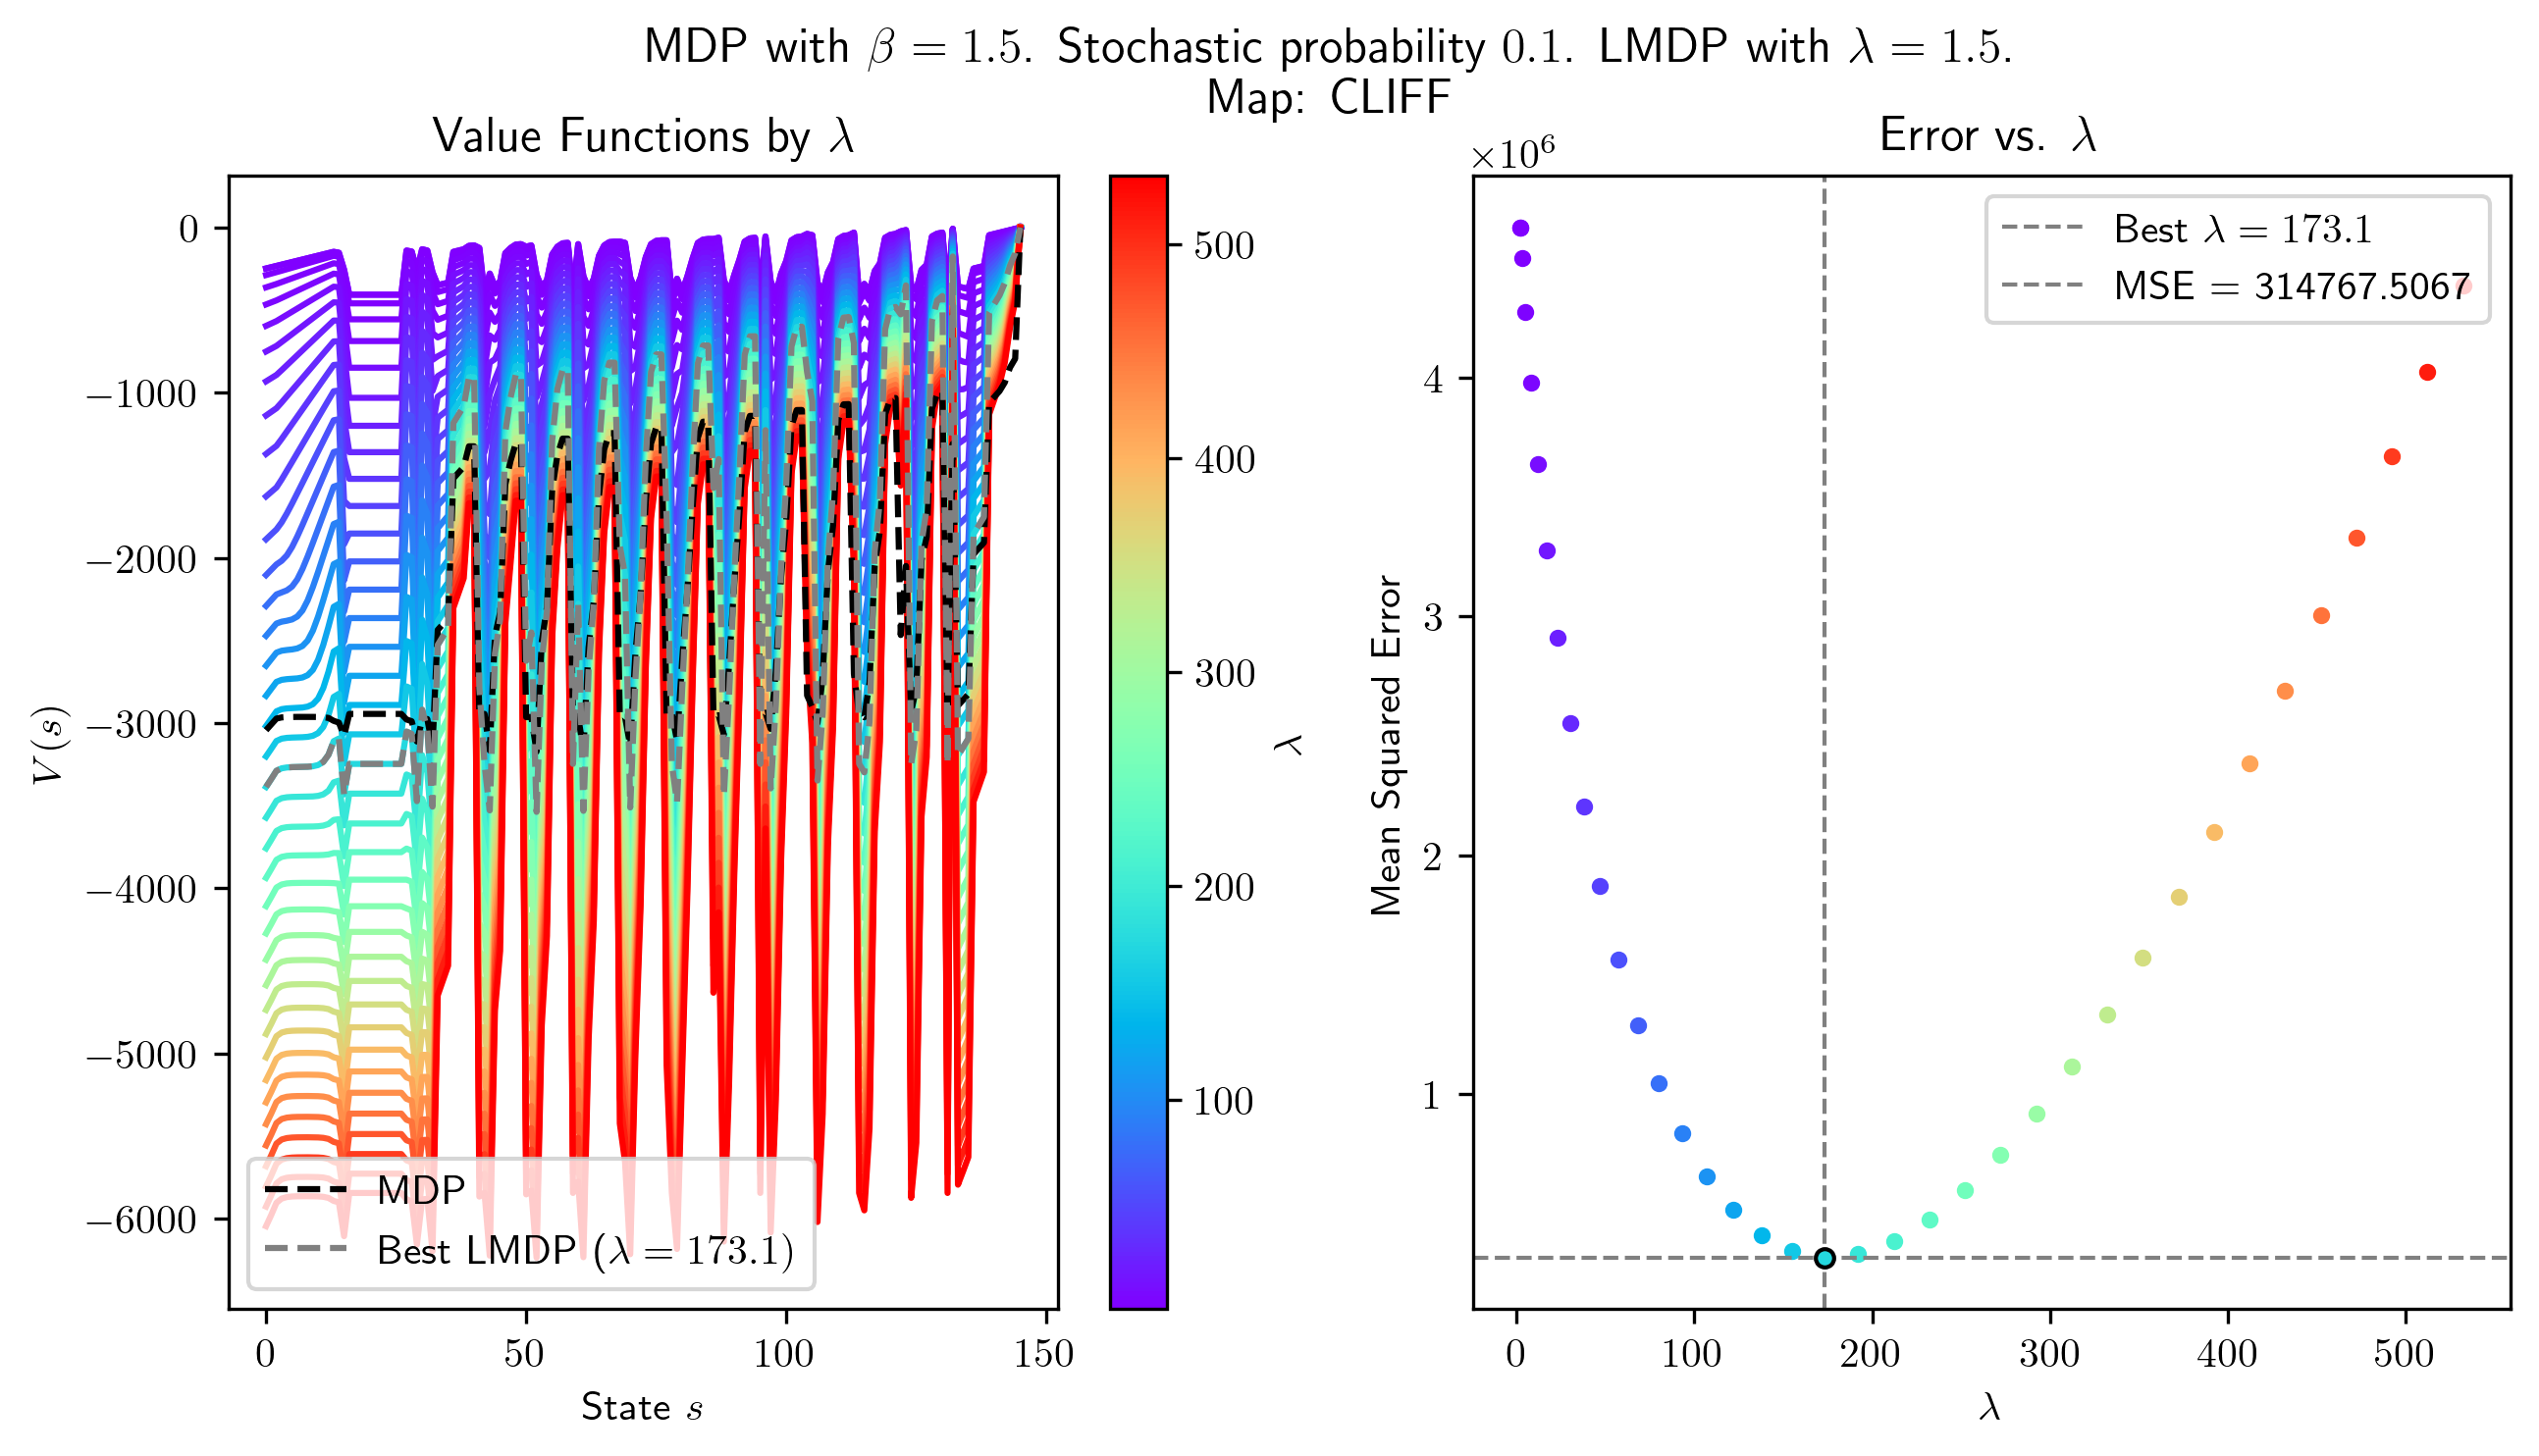 MDP with β = 1.5. Stochastic probability 0.1. LMDP with λ = 1.5.
Map: CLIFF
Value Functions by λ
0
−1000
−2000
−3000
−4000
−5000
−6000
V(s)
0
50
100
150
State s
MDP
Best LMDP (λ = 173.1)
500
400
300
200
100
λ
Error vs. λ
×10⁶
4
3
2
1
Mean Squared Error
0
100
200
300
400
500
λ
Best λ = 173.1
MSE = 314767.5067